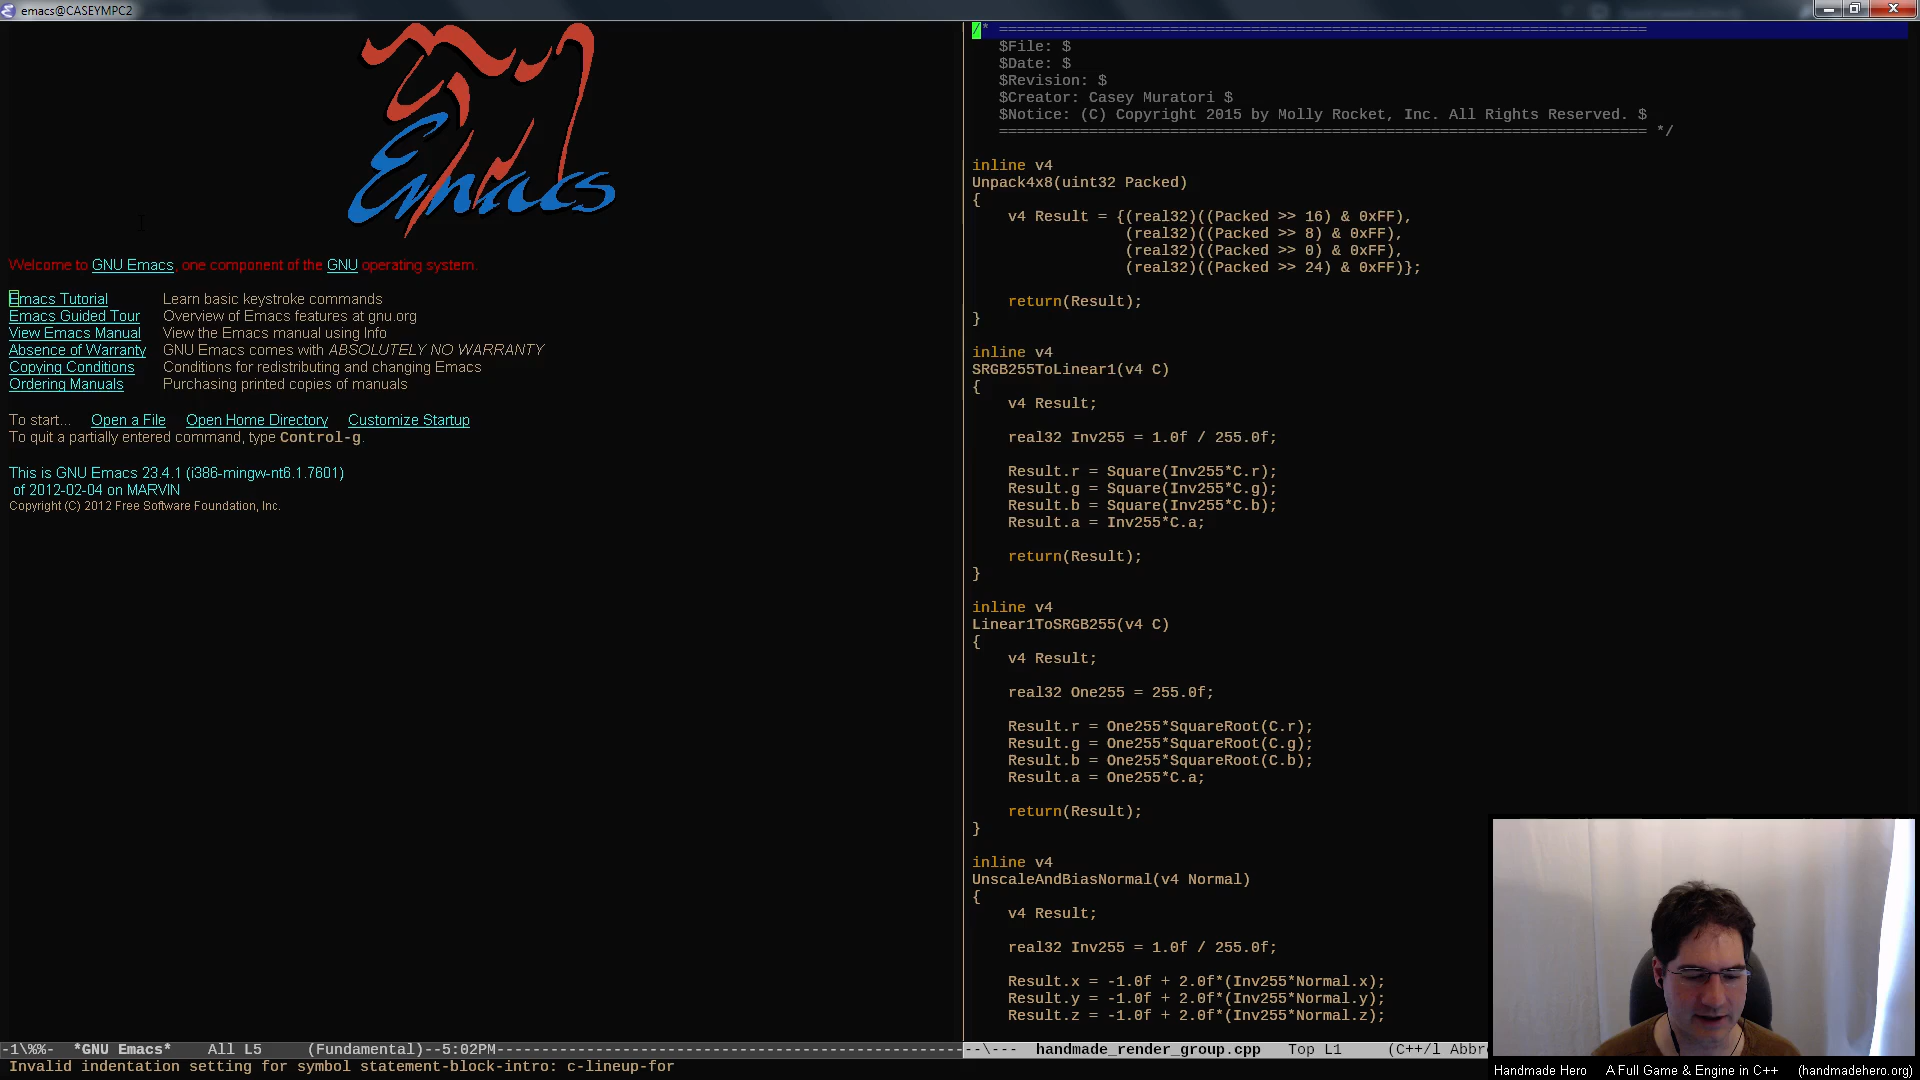 emacs@CASEYMPC2
Emacs
Welcome to GNU Emacs, one component of the GNU operating system.
Emacs Tutorial Learn basic keystroke commands
Emacs Guided Tour Overview of Emacs features at gnu.org
View Emacs Manual View the Emacs manual using Info
Absence of Warranty GNU Emacs comes with ABSOLUTELY NO WARRANTY
Copying Conditions Conditions for redistributing and changing Emacs
Ordering Manuals Purchasing printed copies of manuals
To start... Open a File Open Home Directory Customize Startup
To quit a partially entered command, type Control-g.
This is GNU Emacs 23.4.1 (i386-mingw-nt6.1.7601)
of 2012-02-04 on MARVIN
Copyright (C) 2012 Free Software Foundation, Inc.
-1\%%- *GNU Emacs* All L5 (Fundamental)--5:02PM------------------------------------------------------
Invalid indentation setting for symbol statement-block-intro: c-lineup-for
/* ========================================================================
$File: $
$Date: $
$Revision: $
$Creator: Casey Muratori $
$Notice: (C) Copyright 2015 by Molly Rocket, Inc. All Rights Reserved. $
======================================================================== */
inline v4
Unpack4x8(uint32 Packed)
{
v4 Result = {(real32)((Packed >> 16) & 0xFF),
(real32)((Packed >> 8) & 0xFF),
(real32)((Packed >> 0) & 0xFF),
(real32)((Packed >> 24) & 0xFF)};
return(Result);
}
inline v4
SRGB255ToLinear1(v4 C)
{
v4 Result;
real32 Inv255 = 1.0f / 255.0f;
Result.r = Square(Inv255*C.r);
Result.g = Square(Inv255*C.g);
Result.b = Square(Inv255*C.b);
Result.a = Inv255*C.a;
return(Result);
}
inline v4
Linear1ToSRGB255(v4 C)
{
v4 Result;
real32 One255 = 255.0f;
Result.r = One255*SquareRoot(C.r);
Result.g = One255*SquareRoot(C.g);
Result.b = One255*SquareRoot(C.b);
Result.a = One255*C.a;
return(Result);
}
inline v4
UnscaleAndBiasNormal(v4 Normal)
{
v4 Result;
real32 Inv255 = 1.0f / 255.0f;
Result.x = -1.0f + 2.0f*(Inv255*Normal.x);
Result.y = -1.0f + 2.0f*(Inv255*Normal.y);
Result.z = -1.0f + 2.0f*(Inv255*Normal.z);
--\--- handmade_render_group.cpp Top L1 (C++/l Abbre
Handmade Hero A Full Game & Engine in C++ (handmadehero.org)